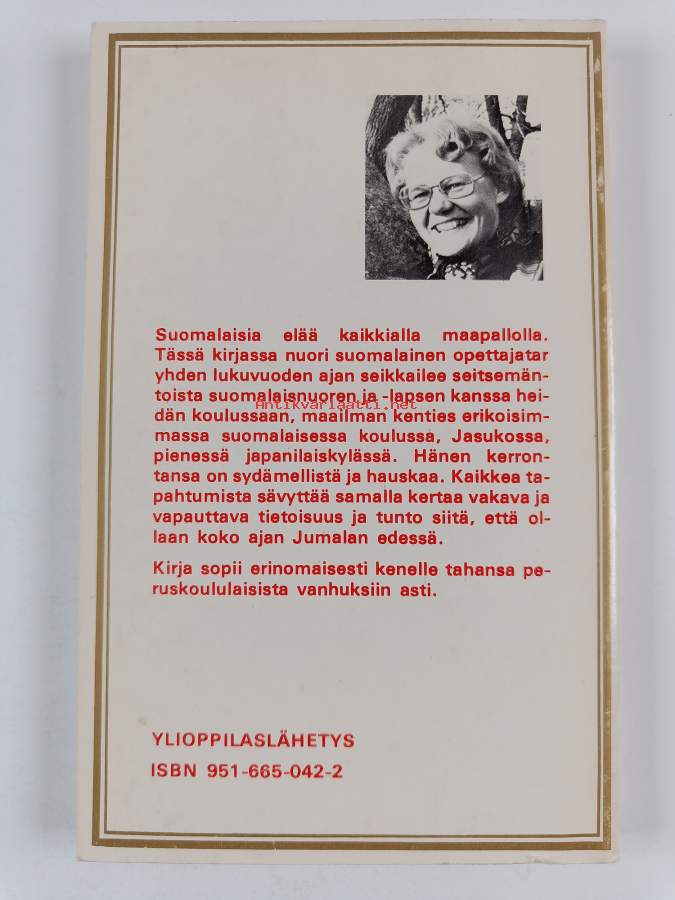 Suomalaisia elää kaikkialla maapallolla.
Tässä kirjassa nuori suomalainen opettajatar
yhden lukuvuoden ajan seikkailee seitsemän-
toista suomalaisnuoren ja -lapsen kanssa hei-
Antikvariaatti.net
dän koulussaan, maailman kenties erikoisim-
massa suomalaisessa koulussa, Jasukossa,
pienessä japanilaiskylässä. Hänen kerron-
tansa on sydämellistä ja hauskaa. Kaikkea ta-
pahtumista sävyttää samalla kertaa vakava ja
vapauttava tietoisuus ja tunto siitä, että ol-
laan koko ajan Jumalan edessä.
Kirja sopii erinomaisesti kenelle tahansa pe-
ruskoululaisista vanhuksiin asti.
YLIOPPILASLÄHETYS
ISBN 951-665-042-2